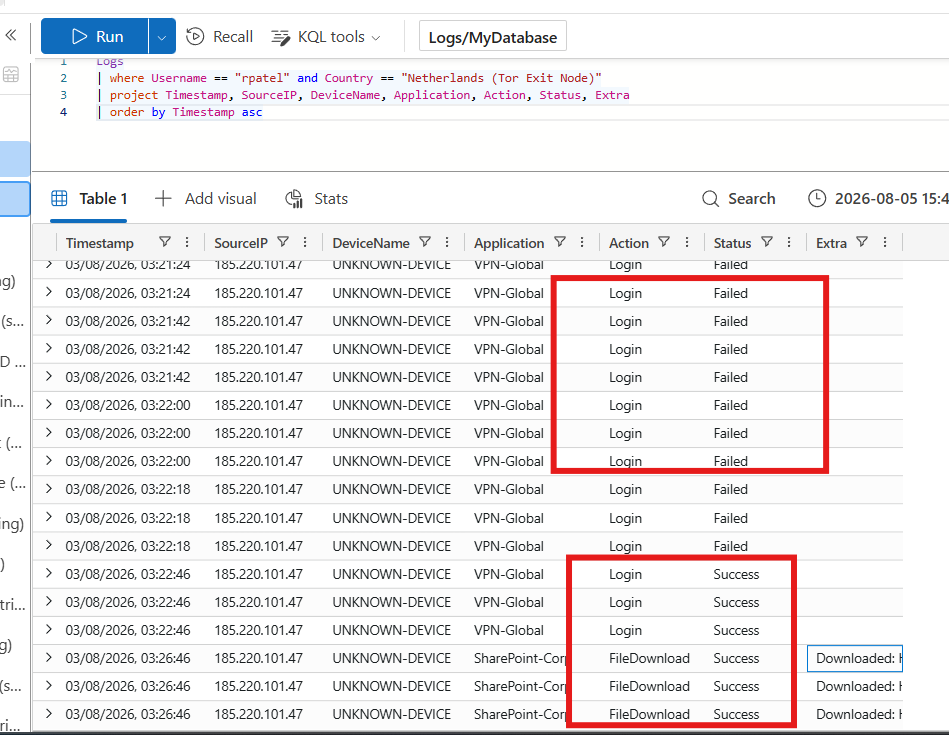 Run
Recall
KQL tools
Logs/MyDatabase
1 Logs
2 | where Username == "rpatel" and Country == "Netherlands (Tor Exit Node)"
3 | project Timestamp, SourceIP, DeviceName, Application, Action, Status, Extra
4 | order by Timestamp asc
Table 1
Add visual
Stats
Search
2026-08-05 15:4
Timestamp SourceIP DeviceName Application Action Status Extra
03/08/2026, 03:21:24 185.220.101.47 UNKNOWN-DEVICE VPN-Global Login Failed
03/08/2026, 03:21:24 185.220.101.47 UNKNOWN-DEVICE VPN-Global Login Failed
03/08/2026, 03:21:42 185.220.101.47 UNKNOWN-DEVICE VPN-Global Login Failed
03/08/2026, 03:21:42 185.220.101.47 UNKNOWN-DEVICE VPN-Global Login Failed
03/08/2026, 03:21:42 185.220.101.47 UNKNOWN-DEVICE VPN-Global Login Failed
03/08/2026, 03:22:00 185.220.101.47 UNKNOWN-DEVICE VPN-Global Login Failed
03/08/2026, 03:22:00 185.220.101.47 UNKNOWN-DEVICE VPN-Global Login Failed
03/08/2026, 03:22:00 185.220.101.47 UNKNOWN-DEVICE VPN-Global Login Failed
03/08/2026, 03:22:18 185.220.101.47 UNKNOWN-DEVICE VPN-Global Login Failed
03/08/2026, 03:22:18 185.220.101.47 UNKNOWN-DEVICE VPN-Global Login Failed
03/08/2026, 03:22:18 185.220.101.47 UNKNOWN-DEVICE VPN-Global Login Failed
03/08/2026, 03:22:46 185.220.101.47 UNKNOWN-DEVICE VPN-Global Login Success
03/08/2026, 03:22:46 185.220.101.47 UNKNOWN-DEVICE VPN-Global Login Success
03/08/2026, 03:22:46 185.220.101.47 UNKNOWN-DEVICE VPN-Global Login Success
03/08/2026, 03:26:46 185.220.101.47 UNKNOWN-DEVICE SharePoint-Corp FileDownload Success Downloaded:
03/08/2026, 03:26:46 185.220.101.47 UNKNOWN-DEVICE SharePoint-Corp FileDownload Success Downloaded:
03/08/2026, 03:26:46 185.220.101.47 UNKNOWN-DEVICE SharePoint-Corp FileDownload Success Downloaded: